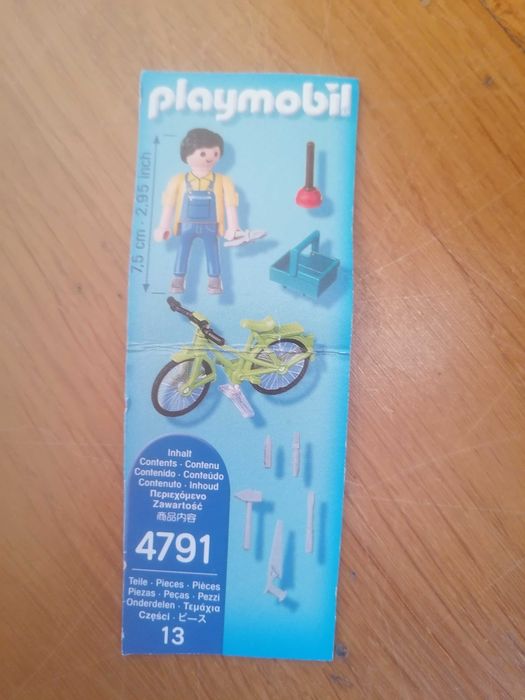 playmobil
7,5 cm · 2.95 inch
Inhalt
Contents · Contenu
Contenido · Conteúdo
Contenuto · Inhoud
Περιεχόμενο
Zawartość
商品内容
4791
Teile · Pieces · Pièces
Piezas · Peças · Pezzi
Onderdelen · Τεμάχια
Części · ピース
13